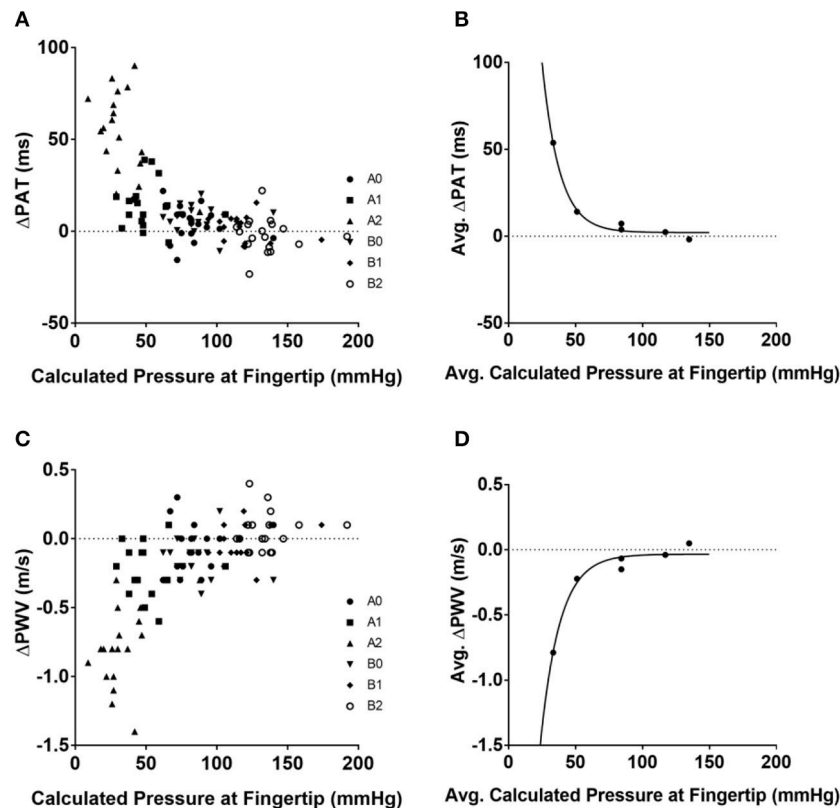 A
100
50
0
-50
ΔPAT (ms)
0 50 100 150 200
Calculated Pressure at Fingertip (mmHg)
A0
A1
A2
B0
B1
B2
B
100
50
0
-50
Avg. ΔPAT (ms)
0 50 100 150 200
Avg. Calculated Pressure at Fingertip (mmHg)
C
0.5
0.0
-0.5
-1.0
-1.5
ΔPWV (m/s)
0 50 100 150 200
Calculated Pressure at Fingertip (mmHg)
A0
A1
A2
B0
B1
B2
D
0.5
0.0
-0.5
-1.0
-1.5
Avg. ΔPWV (m/s)
0 50 100 150 200
Avg. Calculated Pressure at Fingertip (mmHg)